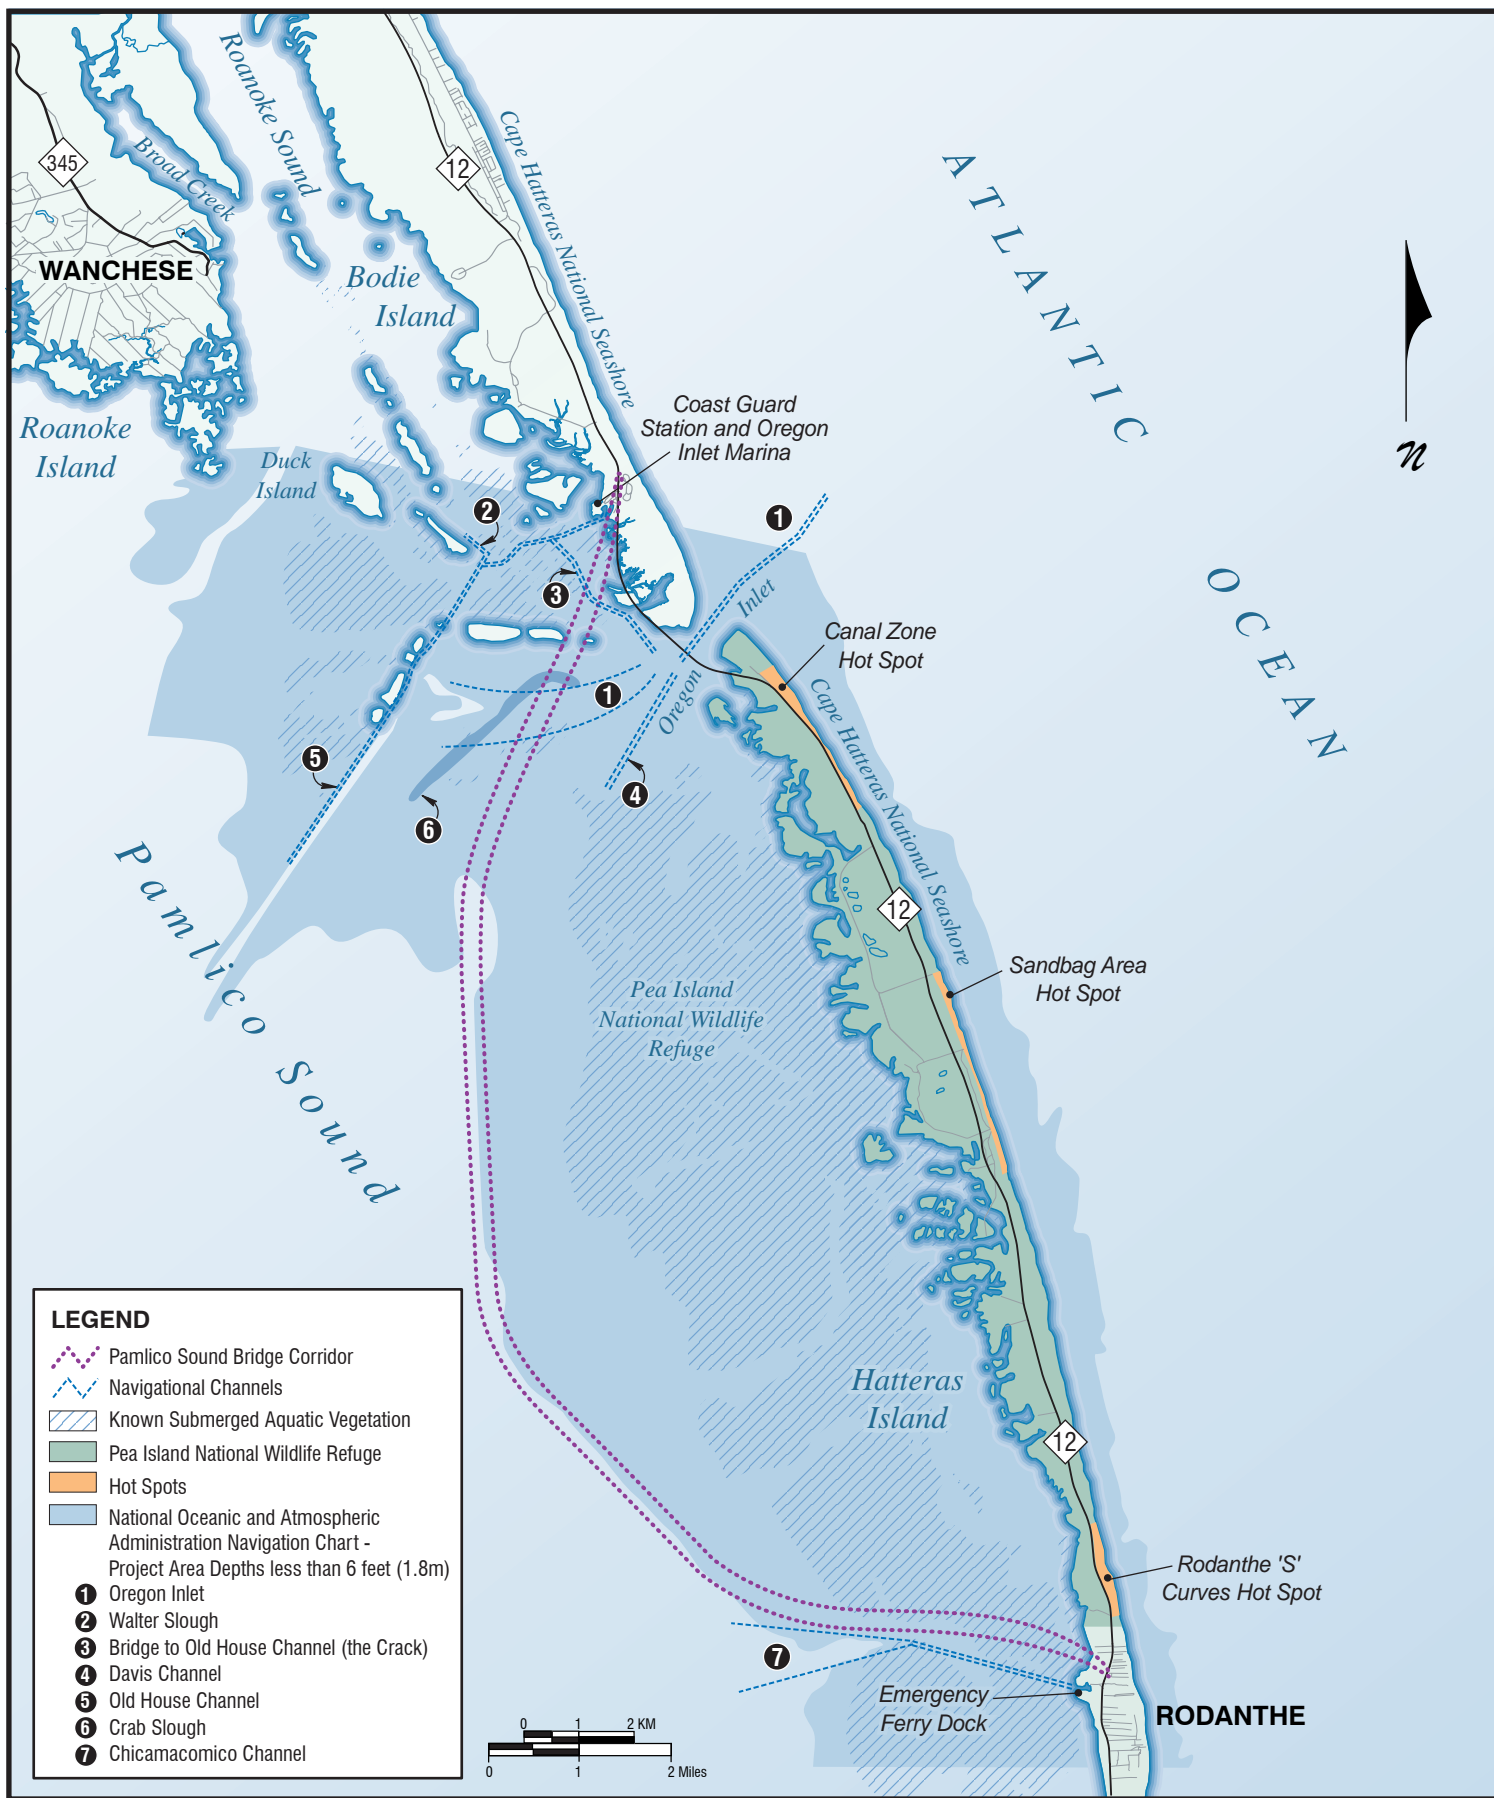 Roanoke Sound
Broad Creek
345
12
Cape Hatteras National Seashore
ATLANTIC
OCEAN
WANCHESE
Bodie
Island
Roanoke
Island
Duck
Island
Coast Guard
Station and Oregon
Inlet Marina
n
2
1
3
Oregon Inlet
Canal Zone
Hot Spot
1
4
5
6
Cape Hatteras National Seashore
12
Pamlico Sound
Sandbag Area
Hot Spot
Pea Island
National Wildlife
Refuge
Hatteras
Island
12
Rodanthe 'S'
Curves Hot Spot
7
Emergency
Ferry Dock
RODANTHE
LEGEND
Pamlico Sound Bridge Corridor
Navigational Channels
Known Submerged Aquatic Vegetation
Pea Island National Wildlife Refuge
Hot Spots
National Oceanic and Atmospheric
Administration Navigation Chart -
Project Area Depths less than 6 feet (1.8m)
1 Oregon Inlet
2 Walter Slough
3 Bridge to Old House Channel (the Crack)
4 Davis Channel
5 Old House Channel
6 Crab Slough
7 Chicamacomico Channel
0 1 2 KM
0 1 2 Miles